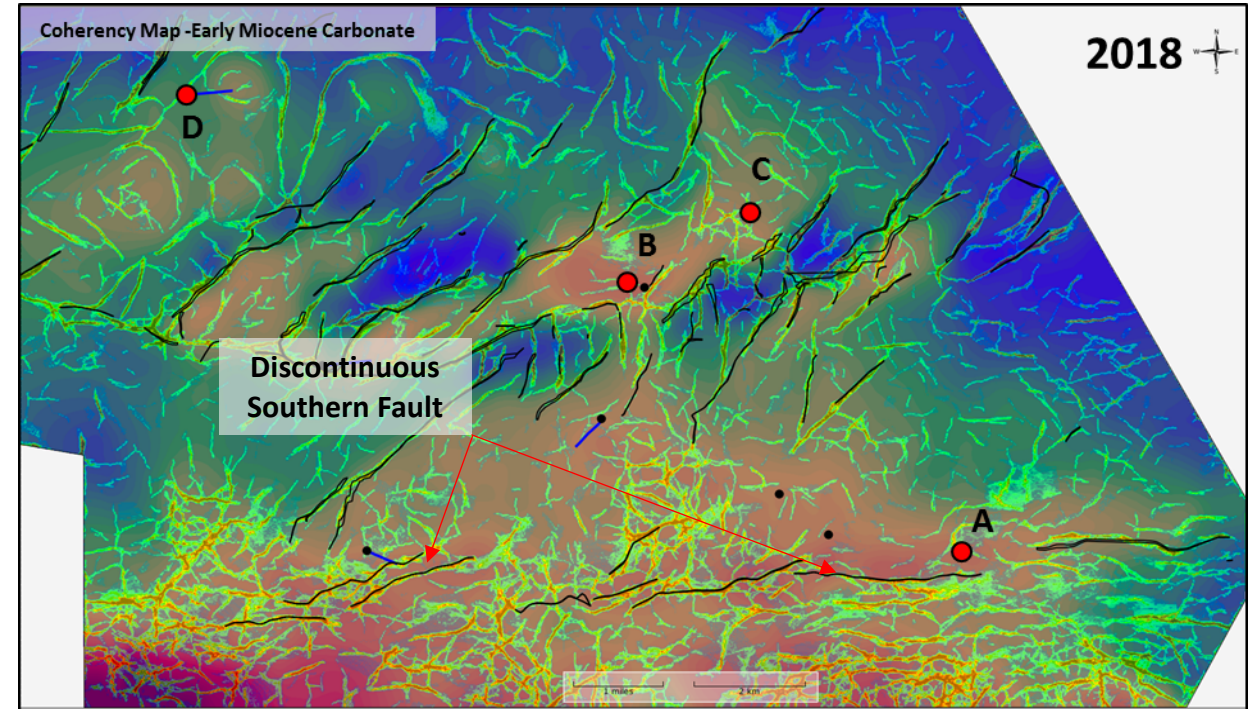 Coherency Map -Early Miocene Carbonate
2018
N
W
E
S
D
C
B
Discontinuous
Southern Fault
A
1 miles
2 km